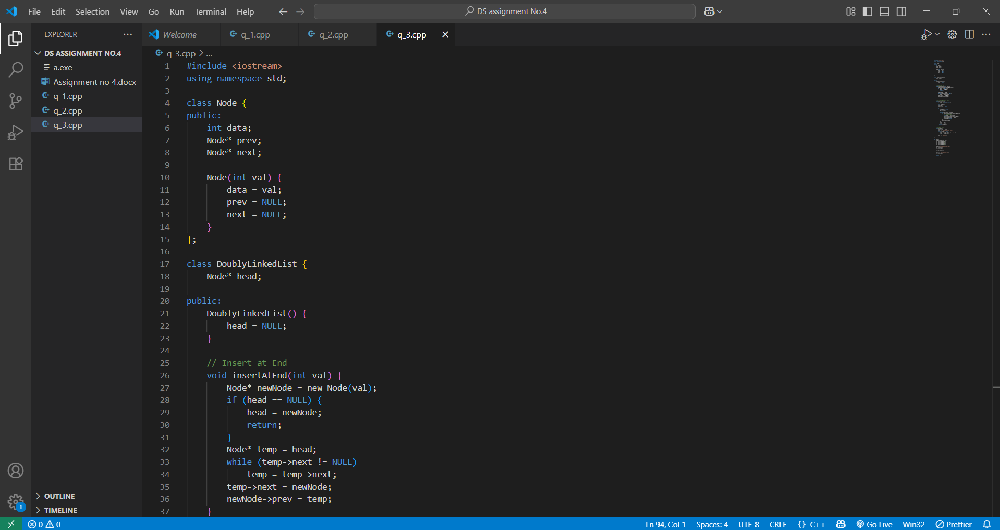 File Edit Selection View Go Run Terminal Help
DS assignment No.4
EXPLORER
Welcome
q_1.cpp
q_2.cpp
q_3.cpp
DS ASSIGNMENT NO.4
a.exe
Assignment no 4.docx
q_1.cpp
q_2.cpp
q_3.cpp
OUTLINE
TIMELINE
q_3.cpp > ...
1 #include <iostream>
2 using namespace std;
3
4 class Node {
5 public:
6     int data;
7     Node* prev;
8     Node* next;
9
10     Node(int val) {
11         data = val;
12         prev = NULL;
13         next = NULL;
14     }
15 };
16
17 class DoublyLinkedList {
18     Node* head;
19
20 public:
21     DoublyLinkedList() {
22         head = NULL;
23     }
24
25     // Insert at End
26     void insertAtEnd(int val) {
27         Node* newNode = new Node(val);
28         if (head == NULL) {
29             head = newNode;
30             return;
31         }
32         Node* temp = head;
33         while (temp->next != NULL)
34             temp = temp->next;
35         temp->next = newNode;
36         newNode->prev = temp;
37     }
1
0 0
Ln 94, Col 1 Spaces: 4 UTF-8 CRLF {} C++ Go Live Win32 Prettier